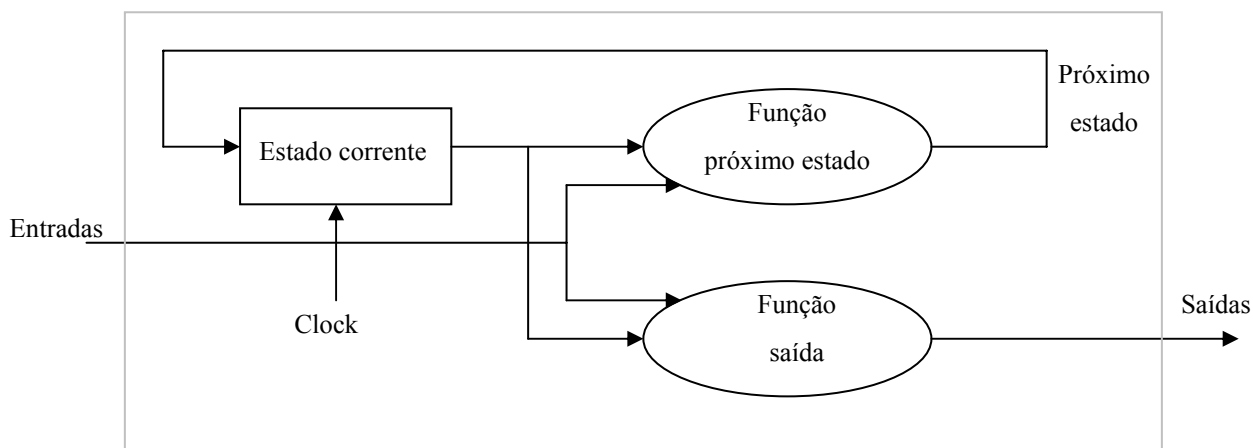 Próximo
estado
Função
próximo estado
Estado corrente
Entradas
Clock
Função
saída
Saídas